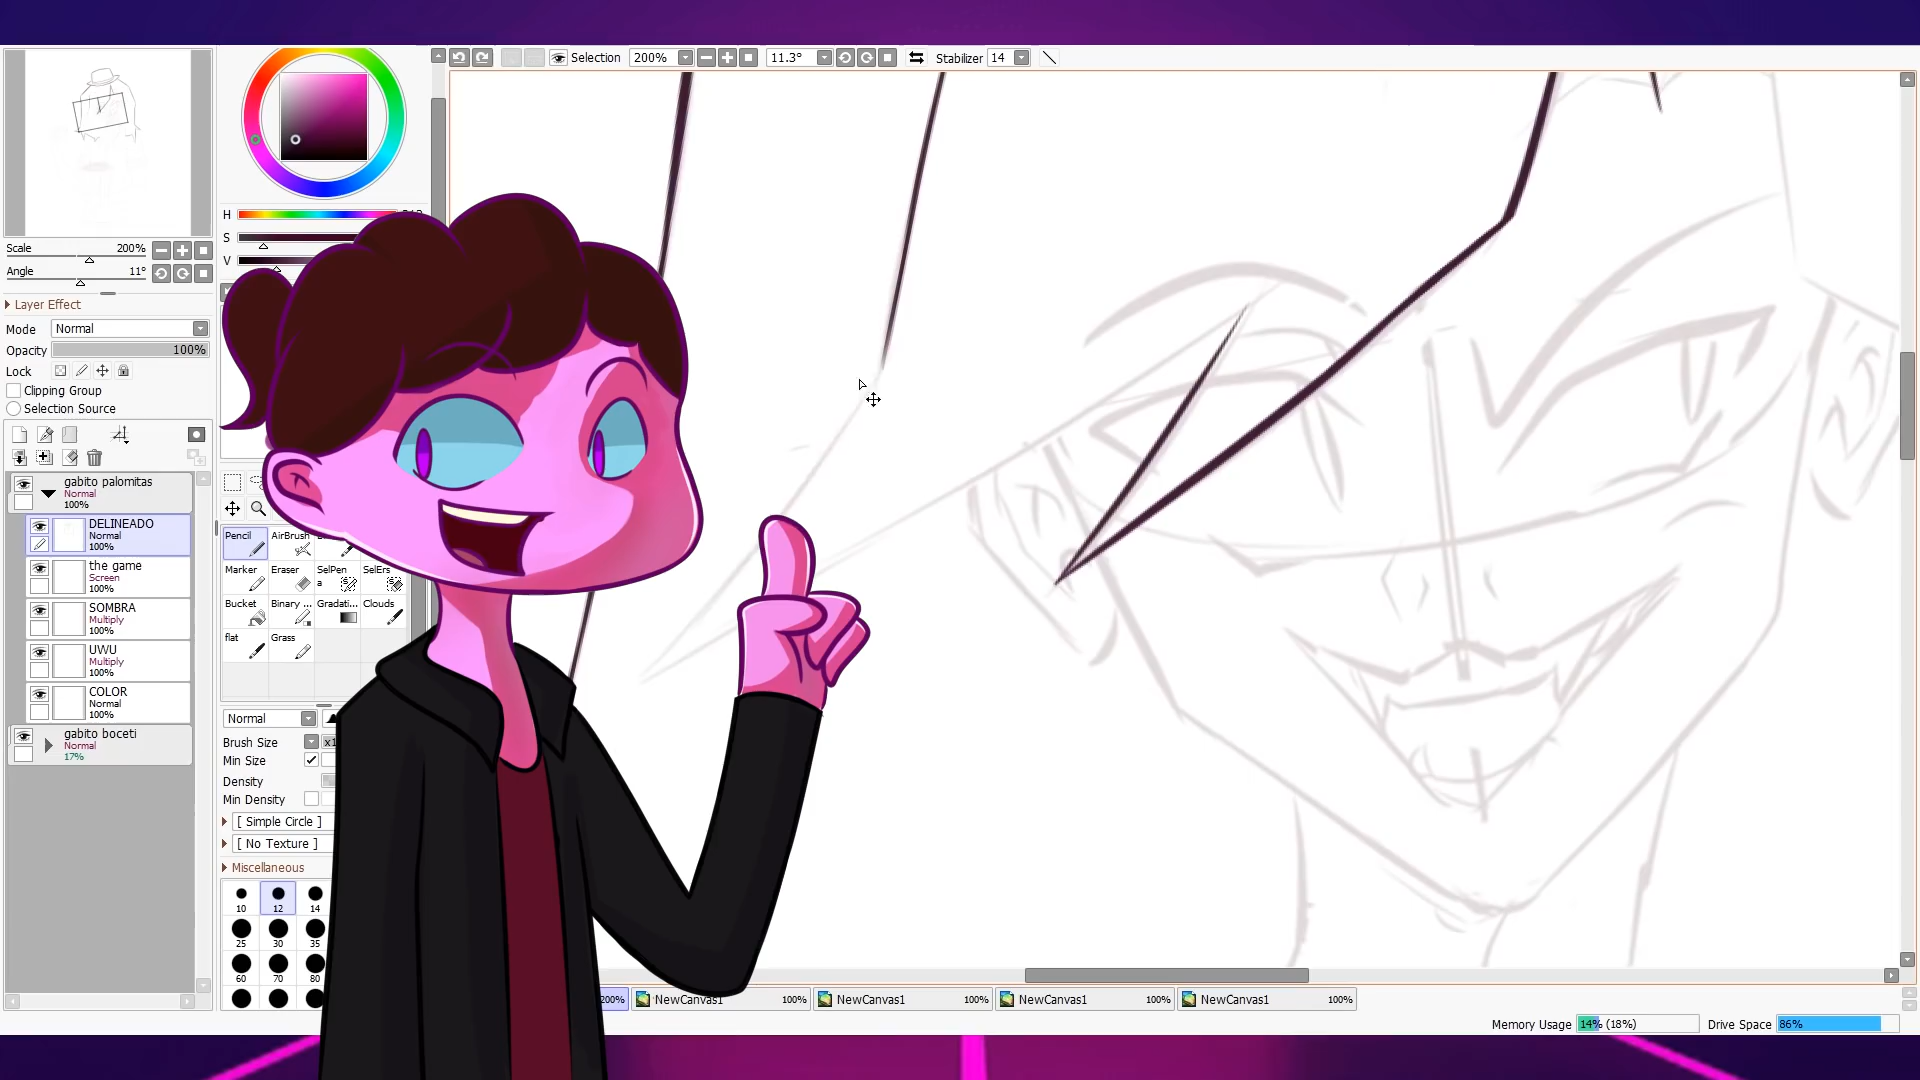 Selection 200% 11.3° Stabilizer 14
Scale 200%
Angle 11°
Layer Effect
Mode Normal
Opacity 100%
Lock
Clipping Group
Selection Source
gabito palomitas
Normal
100%
DELINEADO
Normal
100%
the game
Screen
100%
SOMBRA
Multiply
100%
UWU
Multiply
100%
COLOR
Normal
100%
gabito boceti
Normal
17%
H
S
V
Pencil AirBrush
Marker Eraser SelPen SelErs
a
Bucket Binary ... Gradati... Clouds
flat Grass
Normal
Brush Size x1
Min Size
Density
Min Density
[ Simple Circle ]
[ No Texture ]
Miscellaneous
10 12 14
25 30 35
60 70 80
200% NewCanvas1 100% NewCanvas1 100% NewCanvas1 100% NewCanvas1 100%
Memory Usage 14% (18%) Drive Space 86%